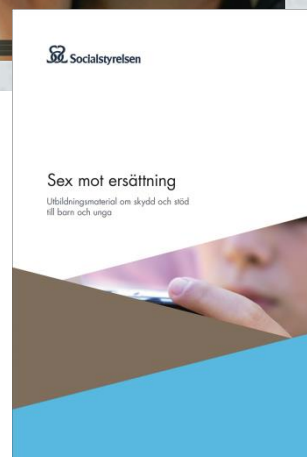 Socialstyrelsen
Sex mot ersättning
Utbildningsmaterial om skydd och stöd
till barn och unga